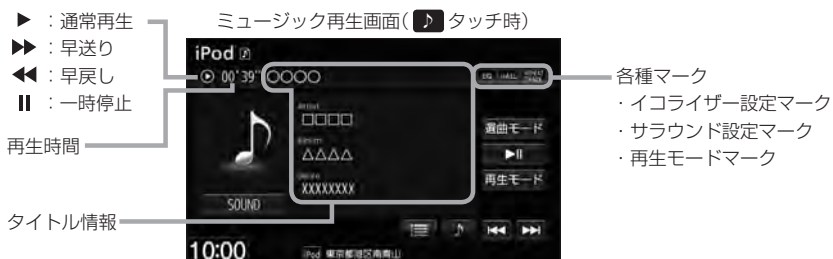 ▶ ：通常再生
▶▶ ：早送り
◀◀ ：早戻し
II ：一時停止
再生時間
タイトル情報
ミュージック再生画面(♪タッチ時)
iPod
00'39" ○○○○
EQ HALL
Artist
□□□□
△△△△
XXXXXXXX
SOUND
選曲モード
▶II
再生モード
10:00
iPod 東京都港区南青山
各種マーク
・イコライザー設定マーク
・サラウンド設定マーク
・再生モードマーク